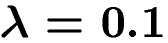 λ = 0.1